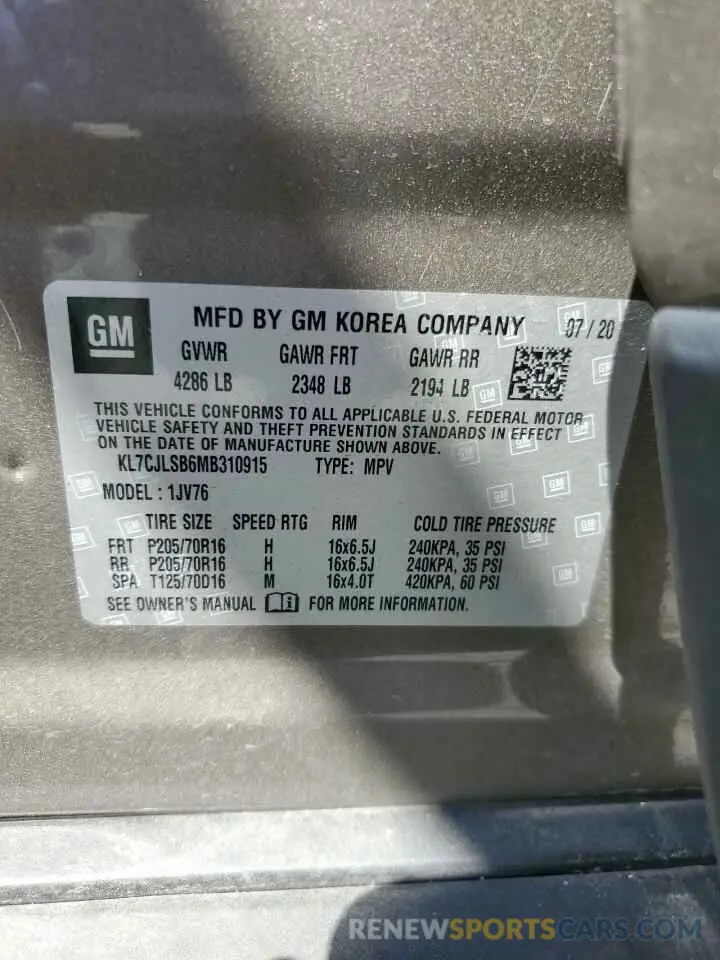 GM MFD BY GM KOREA COMPANY 07/20
GVWR GAWR FRT GAWR RR
4286 LB 2348 LB 2194 LB
THIS VEHICLE CONFORMS TO ALL APPLICABLE U.S. FEDERAL MOTOR
VEHICLE SAFETY AND THEFT PREVENTION STANDARDS IN EFFECT
ON THE DATE OF MANUFACTURE SHOWN ABOVE.
KL7CJLSB6MB310915 TYPE: MPV
MODEL : 1JV76
TIRE SIZE SPEED RTG RIM COLD TIRE PRESSURE
FRT P205/70R16 H 16x6.5J 240KPA, 35 PSI
RR P205/70R16 H 16x6.5J 240KPA, 35 PSI
SPA T125/70D16 M 16x4.0T 420KPA, 60 PSI
SEE OWNER'S MANUAL FOR MORE INFORMATION.
RENEWSPORTSCARS.COM